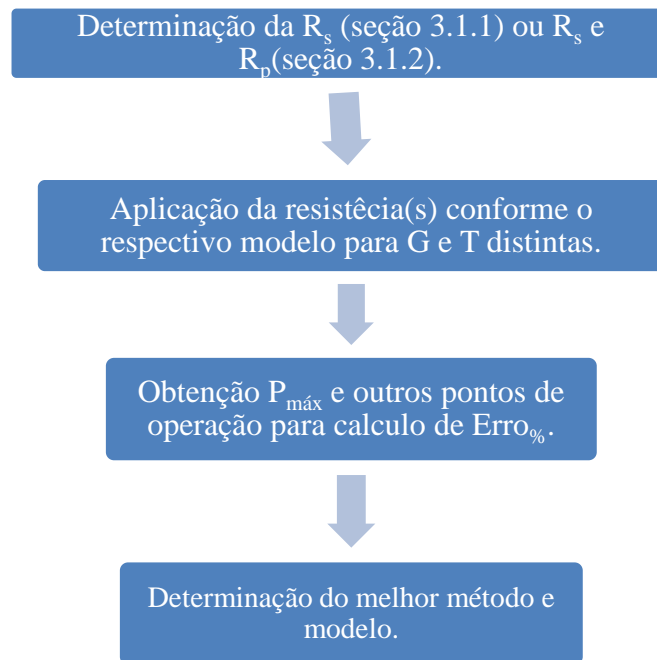 Determinação da Rs (seção 3.1.1) ou Rs e
Rp(seção 3.1.2).
Aplicação da resistêcia(s) conforme o
respectivo modelo para G e T distintas.
Obtenção Pmáx e outros pontos de
operação para calculo de Erro%.
Determinação do melhor método e
modelo.